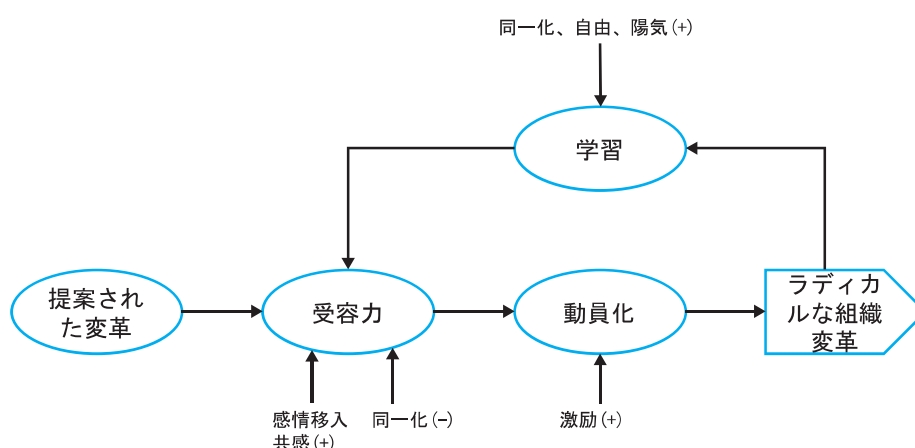 同一化、自由、陽気(+)
学習
提案され
た変革
受容力
動員化
ラディカ
ルな組織
変革
感情移入
共感(+)
同一化(−)
激励(+)